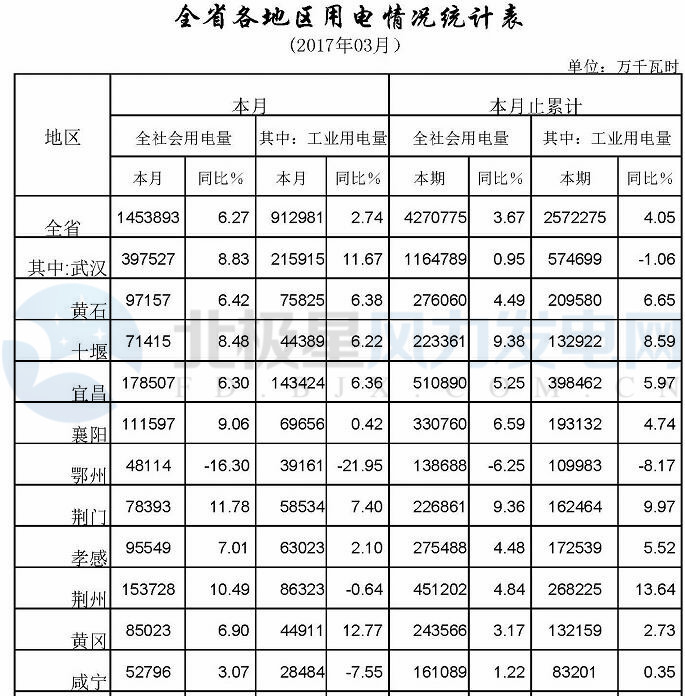 全省各地区用电情况统计表
(2017年03月)
单位：万千瓦时
地区 本月 本月止累计
全社会用电量 其中：工业用电量 全社会用电量 其中：工业用电量
本月 同比% 本月 同比% 本期 同比% 本期 同比%
全省 1453893 6.27 912981 2.74 4270775 3.67 2572275 4.05
其中:武汉 397527 8.83 215915 11.67 1164789 0.95 574699 -1.06
黄石 97157 6.42 75825 6.38 276060 4.49 209580 6.65
十堰 71415 8.48 44389 6.22 223361 9.38 132922 8.59
宜昌 178507 6.30 143424 6.36 510890 5.25 398462 5.97
襄阳 111597 9.06 69656 0.42 330760 6.59 193132 4.74
鄂州 48114 -16.30 39161 -21.95 138688 -6.25 109983 -8.17
荆门 78393 11.78 58534 7.40 226861 9.36 162464 9.97
孝感 95549 7.01 63023 2.10 275488 4.48 172539 5.52
荆州 153728 10.49 86323 -0.64 451202 4.84 268225 13.64
黄冈 85023 6.90 44911 12.77 243566 3.17 132159 2.73
咸宁 52796 3.07 28484 -7.55 161089 1.22 83201 0.35
北极星风力发电网
FD.BJX.COM.CN